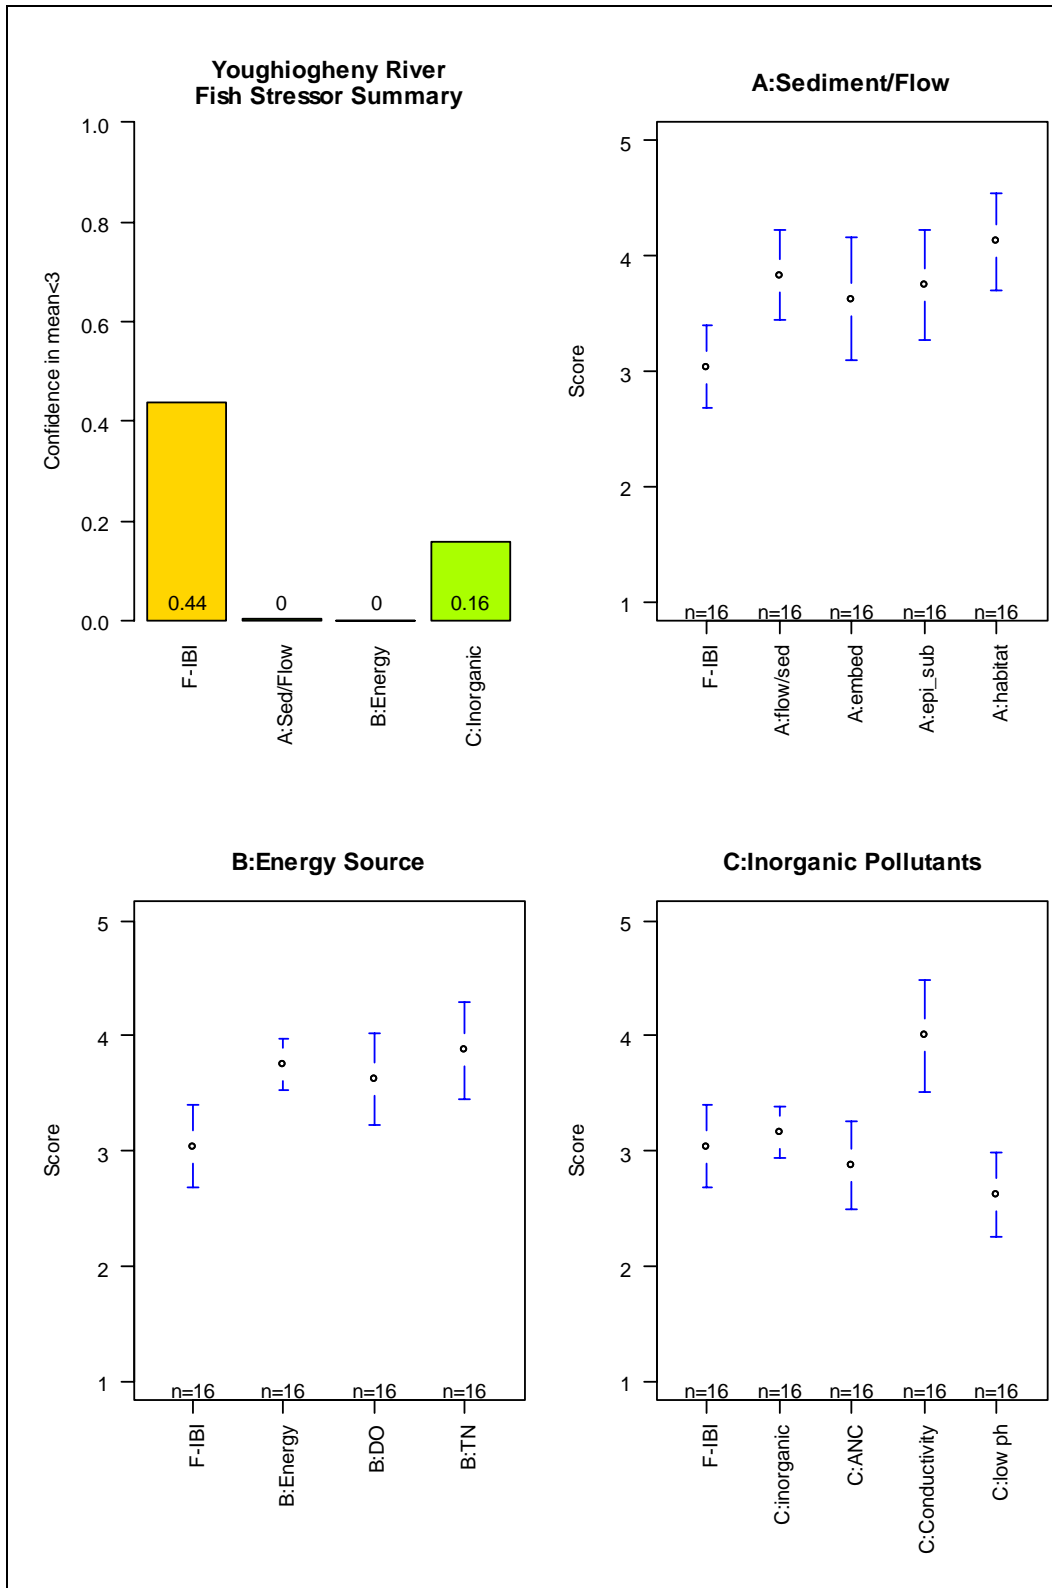 Youghiogheny River
Fish Stressor Summary
Confidence in mean<3
1.0
0.8
0.6
0.4
0.2
0.0
0.44
0
0
0.16
F-IBI
A:Sed/Flow
B:Energy
C:Inorganic
A:Sediment/Flow
Score
5
4
3
2
1
n=16
n=16
n=16
n=16
n=16
F-IBI
A:flow/sed
A:embed
A:epi_sub
A:habitat
B:Energy Source
Score
5
4
3
2
1
n=16
n=16
n=16
n=16
F-IBI
B:Energy
B:DO
B:TN
C:Inorganic Pollutants
Score
5
4
3
2
1
n=16
n=16
n=16
n=16
n=16
F-IBI
C:inorganic
C:ANC
C:Conductivity
C:low ph